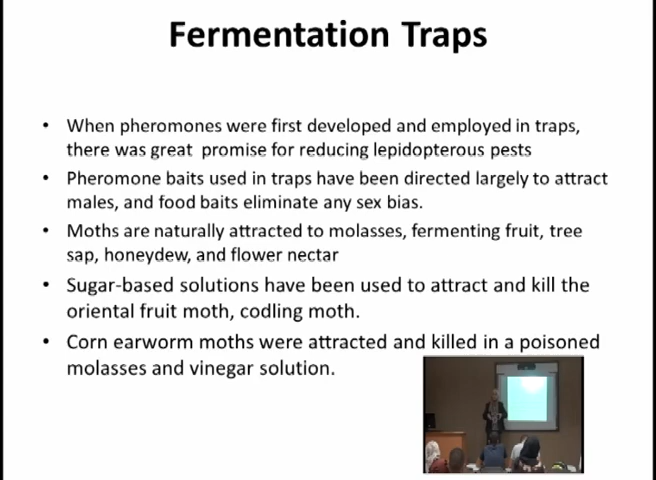 Fermentation Traps
• When pheromones were first developed and employed in traps,
there was great promise for reducing lepidopterous pests
• Pheromone baits used in traps have been directed largely to attract
males, and food baits eliminate any sex bias.
• Moths are naturally attracted to molasses, fermenting fruit, tree
sap, honeydew, and flower nectar
• Sugar-based solutions have been used to attract and kill the
oriental fruit moth, codling moth.
• Corn earworm moths were attracted and killed in a poisoned
molasses and vinegar solution.